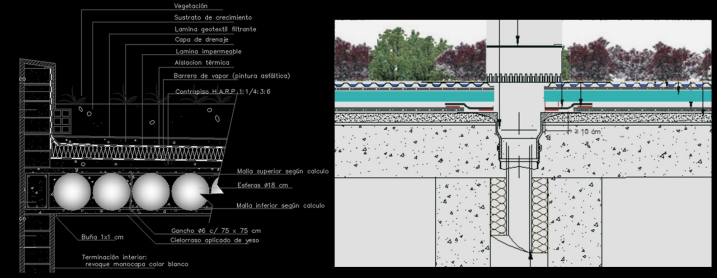 Vegetación
Sustrato de crecimiento
Lamina geotextil filtrante
Capa de drenaje
Lamina impermeable
Aislacion térmica
Barrera de vapor (pintura asfáltica)
Contrapiso H.A.R.P. 1:1/4:3:6
Malla superior según calculo
Esferas Ø18 cm
Malla inferior según calculo
Gancho Ø6 c/ 75 x 75 cm
Cielorraso aplicado de yeso
Buña 1x1 cm
Terminación interior:
revoque monocapa color blanco
≥ 10 cm